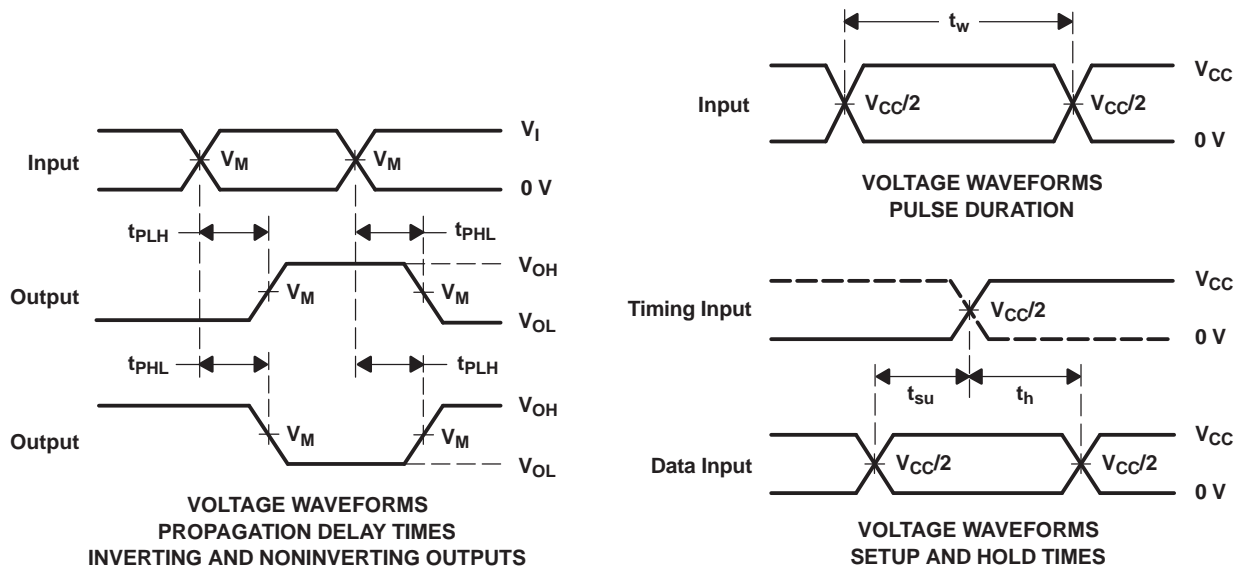 Input
V_M
V_M
V_I
0 V
t_PLH
t_PHL
Output
V_M
V_M
V_OH
V_OL
t_PHL
t_PLH
Output
V_M
V_M
V_OH
V_OL
VOLTAGE WAVEFORMS
PROPAGATION DELAY TIMES
INVERTING AND NONINVERTING OUTPUTS
t_w
Input
V_CC/2
V_CC/2
V_CC
0 V
VOLTAGE WAVEFORMS
PULSE DURATION
Timing Input
V_CC/2
V_CC
0 V
t_su
t_h
Data Input
V_CC/2
V_CC/2
V_CC
0 V
VOLTAGE WAVEFORMS
SETUP AND HOLD TIMES